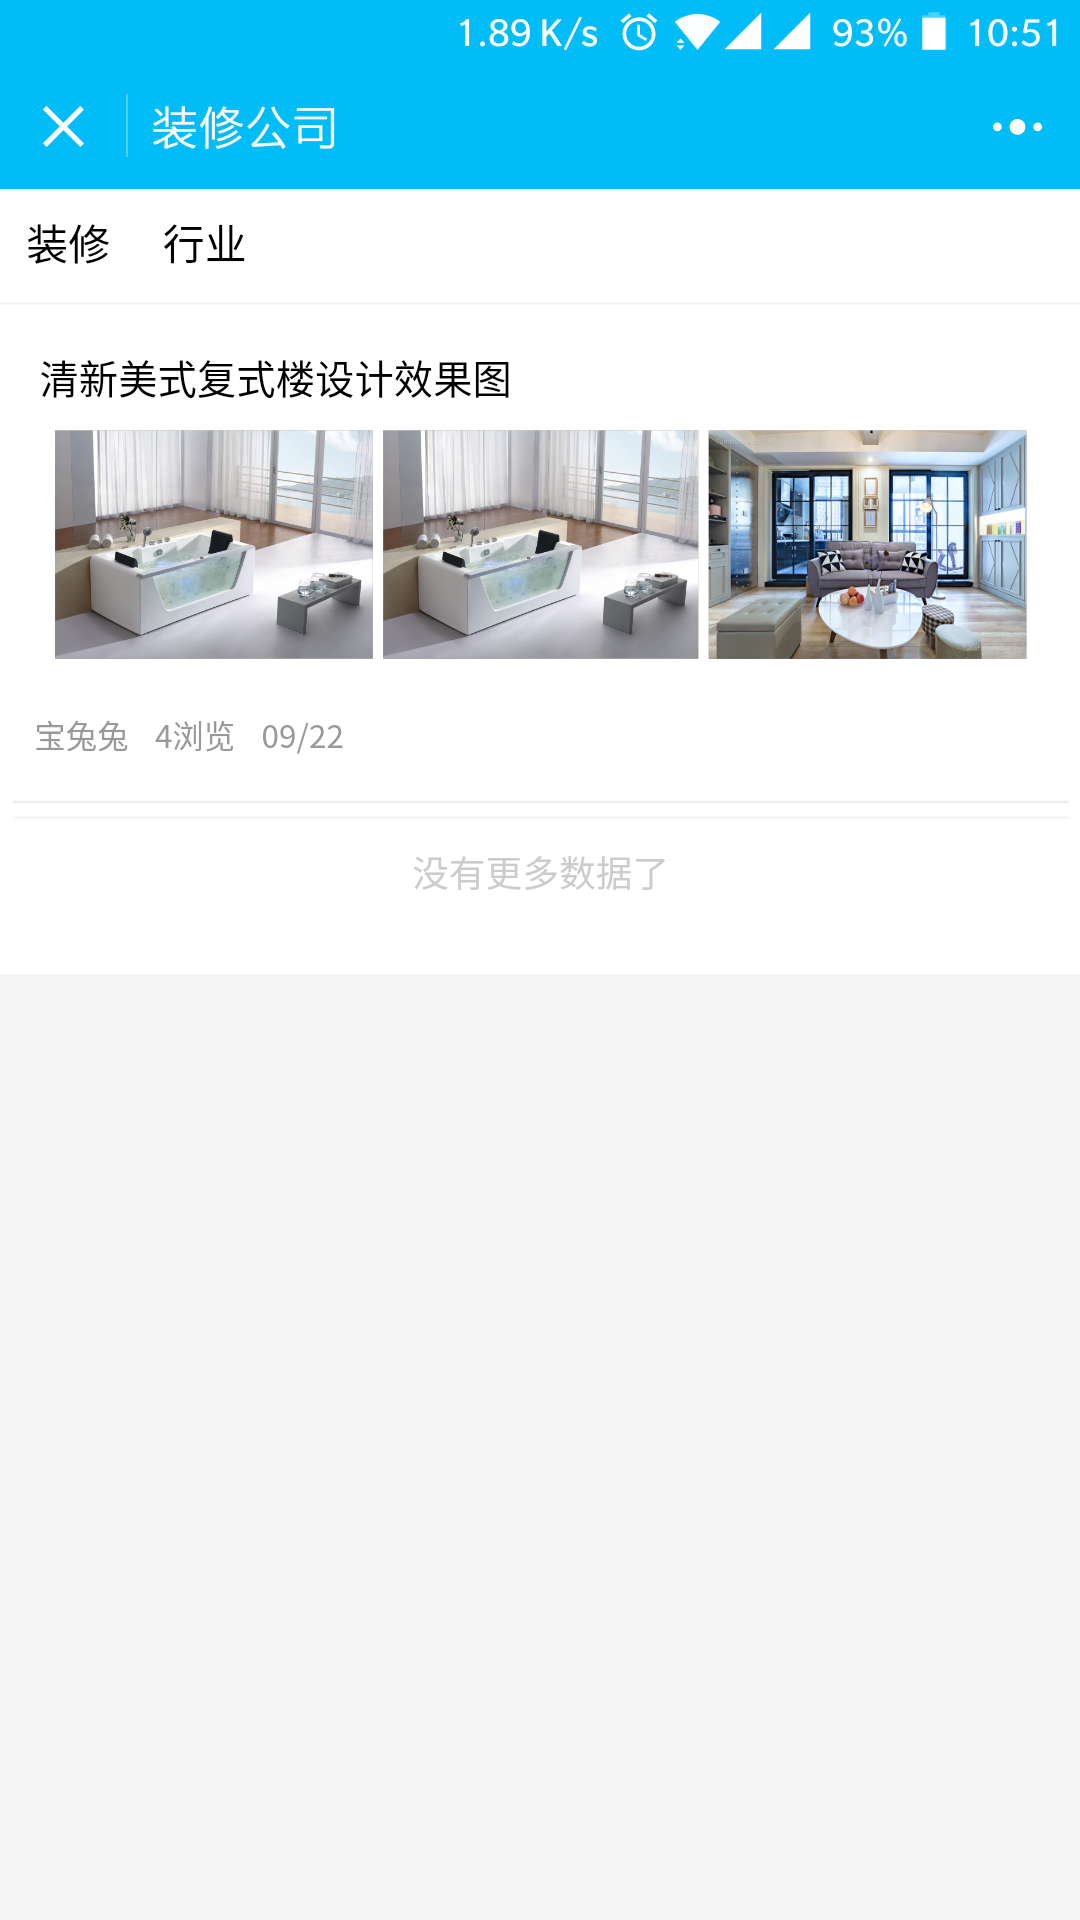 1.89 K/s 93% 10:51
装修公司
装修 行业
清新美式复式楼设计效果图
宝兔兔 4浏览 09/22
没有更多数据了